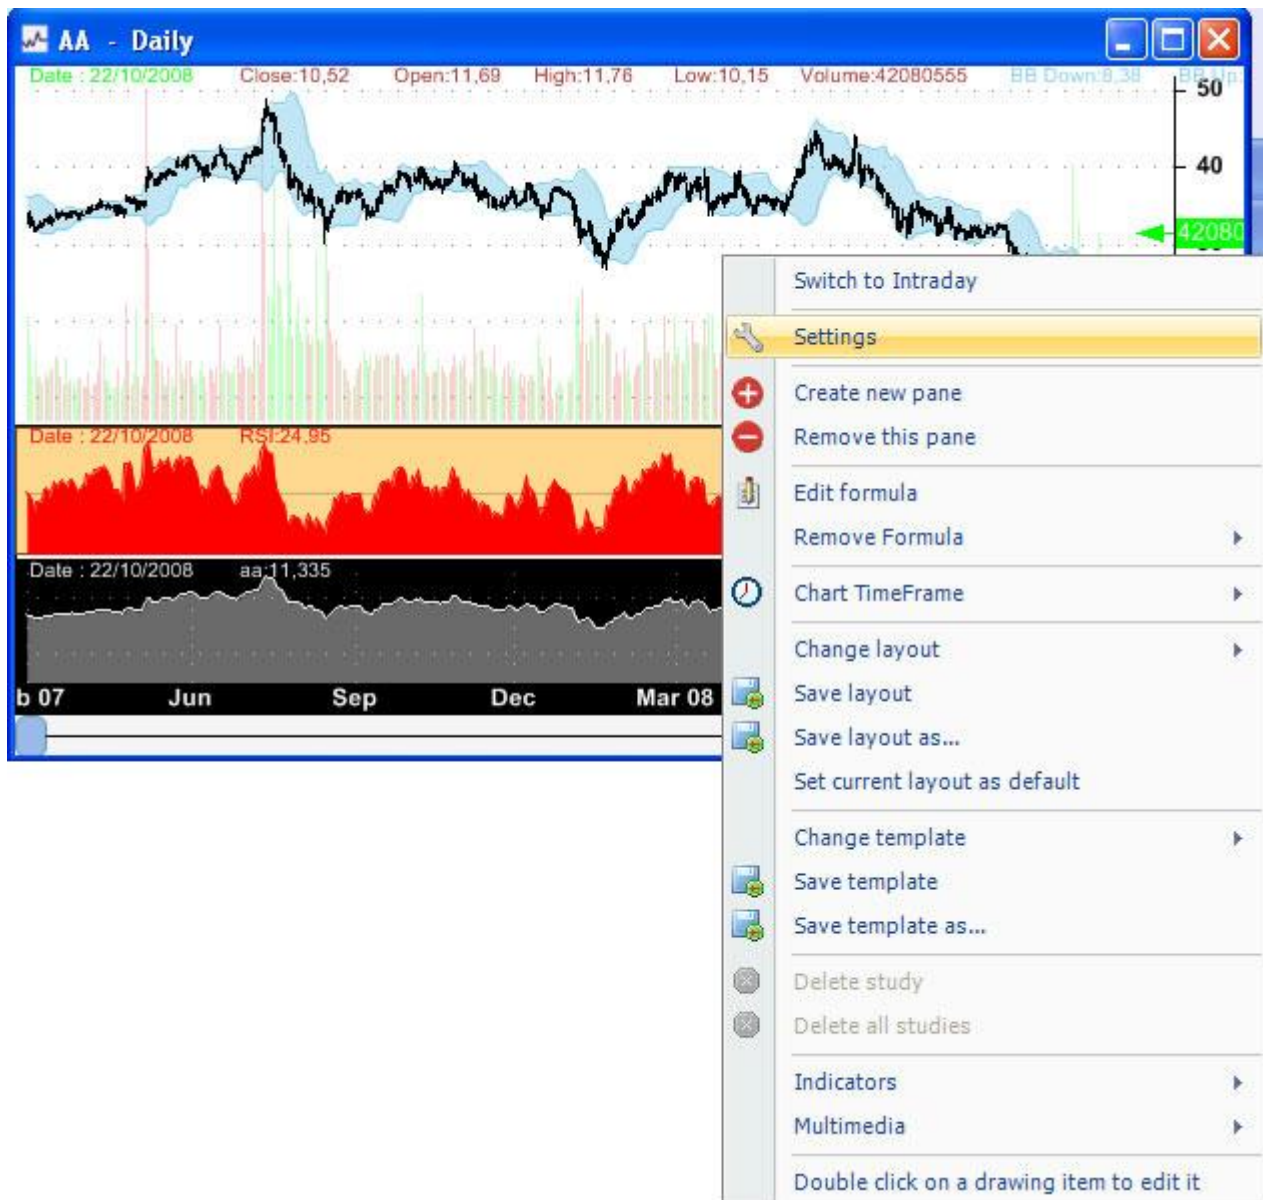 AA - Daily
Date : 22/10/2008 Close:10,52 Open:11,69 High:11,76 Low:10,15 Volume:42080555 BB Down:8,38 BB Up:
50
40
42080
Switch to Intraday
Settings
Create new pane
Remove this pane
Date : 22/10/2008 RSI:24,95
Edit formula
Remove Formula
Date : 22/10/2008 aa:11,335
Chart TimeFrame
Change layout
b 07 Jun Sep Dec Mar 08
Save layout
Save layout as...
Set current layout as default
Change template
Save template
Save template as...
Delete study
Delete all studies
Indicators
Multimedia
Double click on a drawing item to edit it